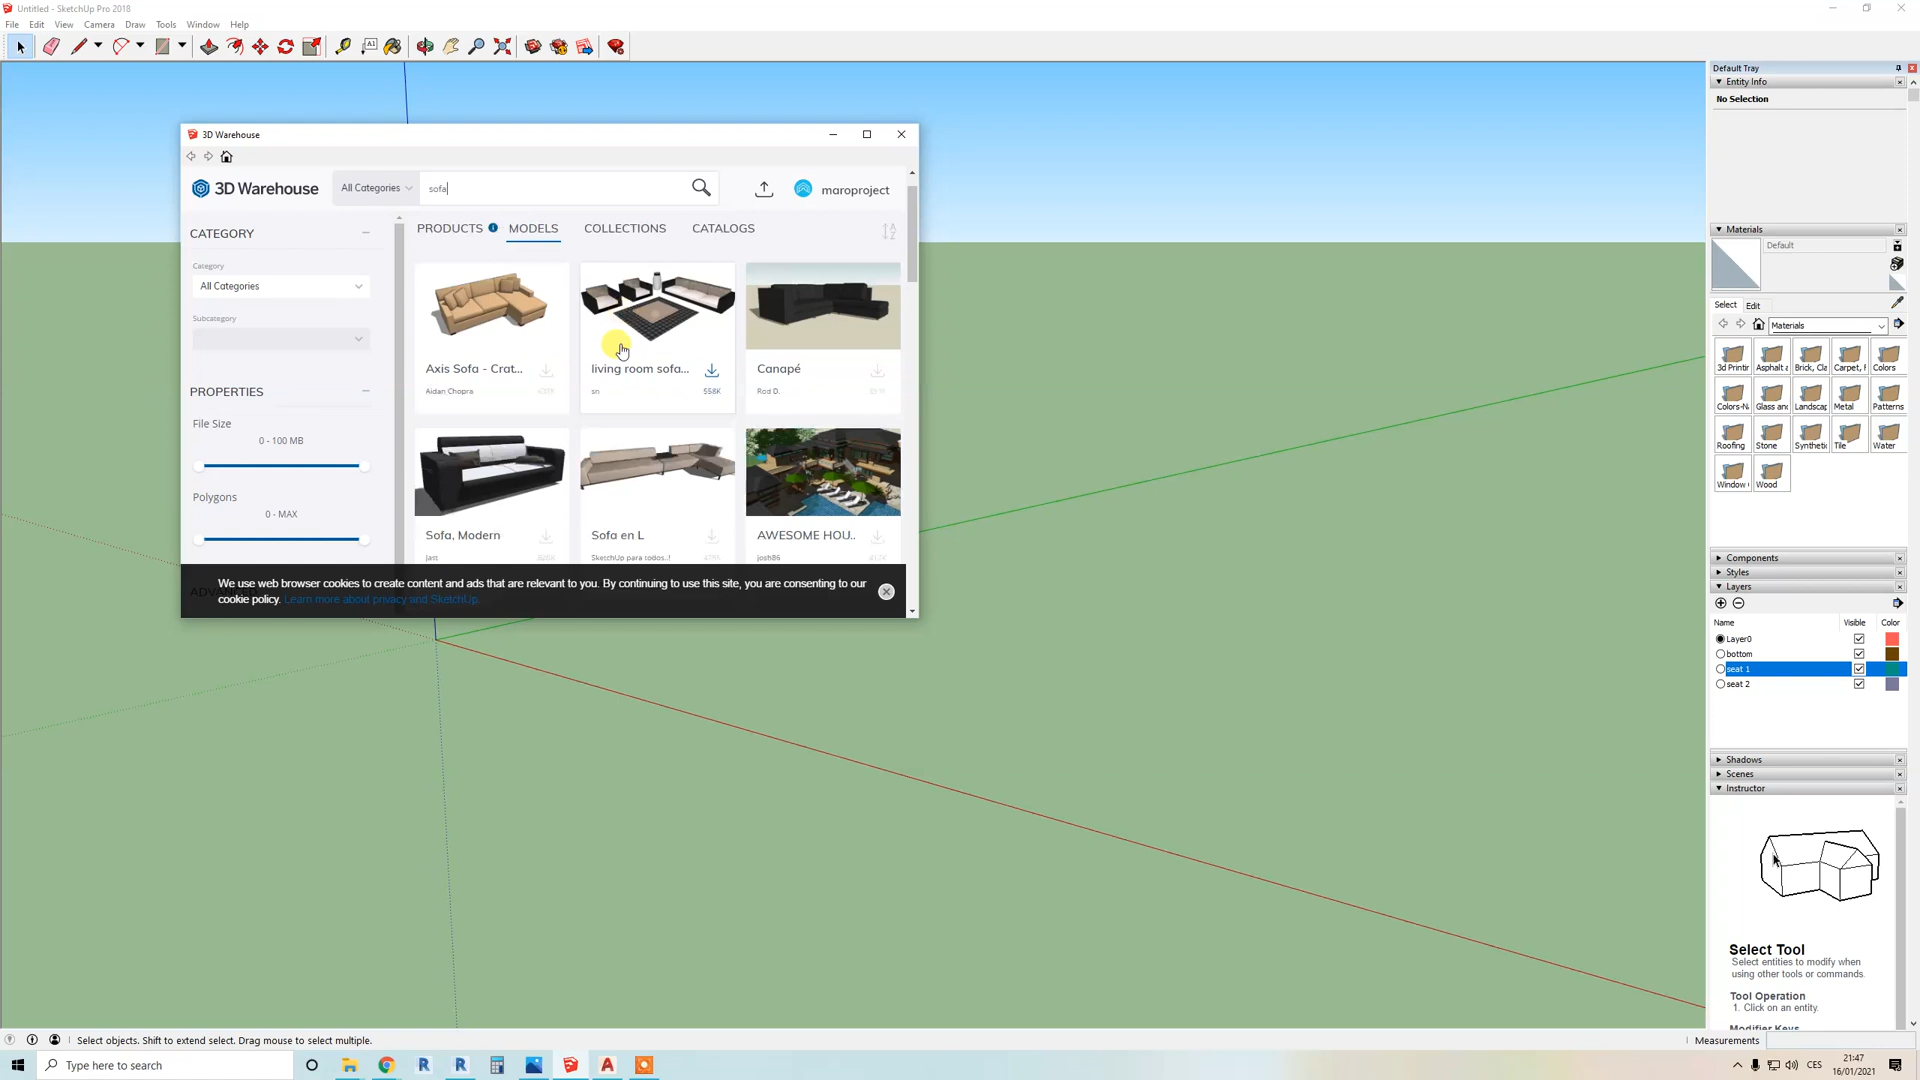 Untitled - SketchUp Pro 2018
File Edit View Camera Draw Tools Window Help
3D Warehouse
3D Warehouse
All Categories
sofa
maroproject
CATEGORY
Category
All Categories
Subcategory
PROPERTIES
File Size
0 - 100 MB
Polygons
0 - MAX
PRODUCTS
MODELS
COLLECTIONS
CATALOGS
Axis Sofa - Crat...
Aidan Chopra
living room sofa...
sn
558K
Canapé
Rod D.
Sofa, Modern
Sofa en L
SketchUp para todos..!
AWESOME HOU..
josh86
We use web browser cookies to create content and ads that are relevant to you. By continuing to use this site, you are consenting to our
cookie policy. Learn more about privacy and SketchUp.
Default Tray
Entity Info
No Selection
Materials
Default
Select Edit
Materials
3d Printin Asphalt a Brick, Cla Carpet, F Colors
Colors-N Glass and Landscap Metal Patterns
Roofing Stone Syntheti Tile Water
Window Wood
Components
Styles
Layers
Name Visible Color
Layer0
bottom
seat 1
seat 2
Shadows
Scenes
Instructor
Select Tool
Select entities to modify when
using other tools or commands.
Tool Operation
1. Click on an entity.
Modifier Keys
Select objects. Shift to extend select. Drag mouse to select multiple.
Measurements
Type here to search
CES
21:47
16/01/2021